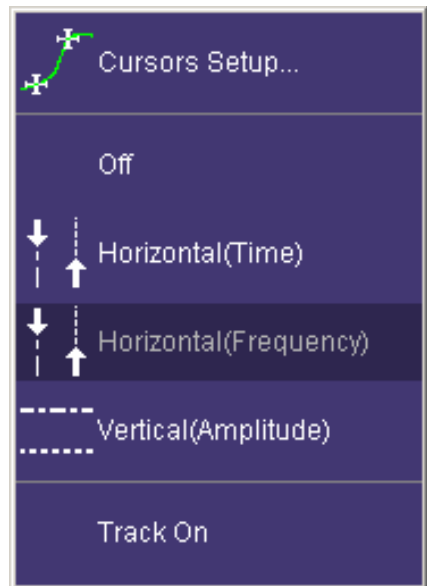 Cursors Setup...
Off
Horizontal(Time)
Horizontal(Frequency)
Vertical(Amplitude)
Track On